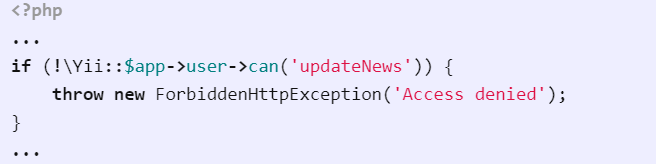 <?php
...
if (!\Yii::$app->user->can('updateNews')) {
    throw new ForbiddenHttpException('Access denied');
}
...